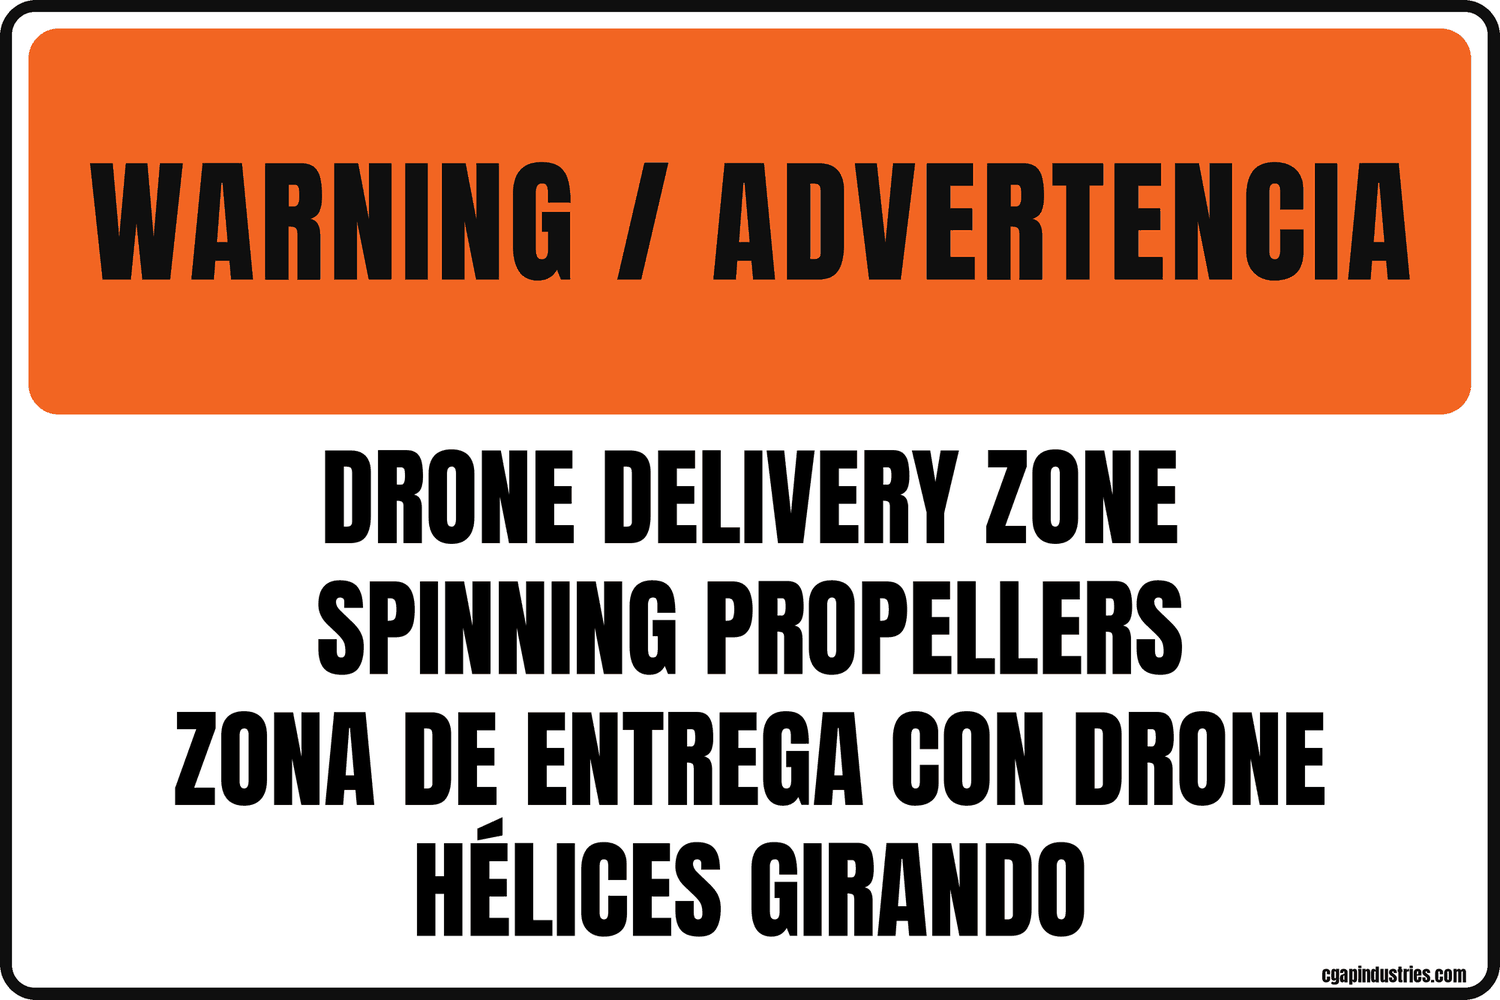 WARNING / ADVERTENCIA
DRONE DELIVERY ZONE
SPINNING PROPELLERS
ZONA DE ENTREGA CON DRONE
HÉLICES GIRANDO
cgapindustries.com